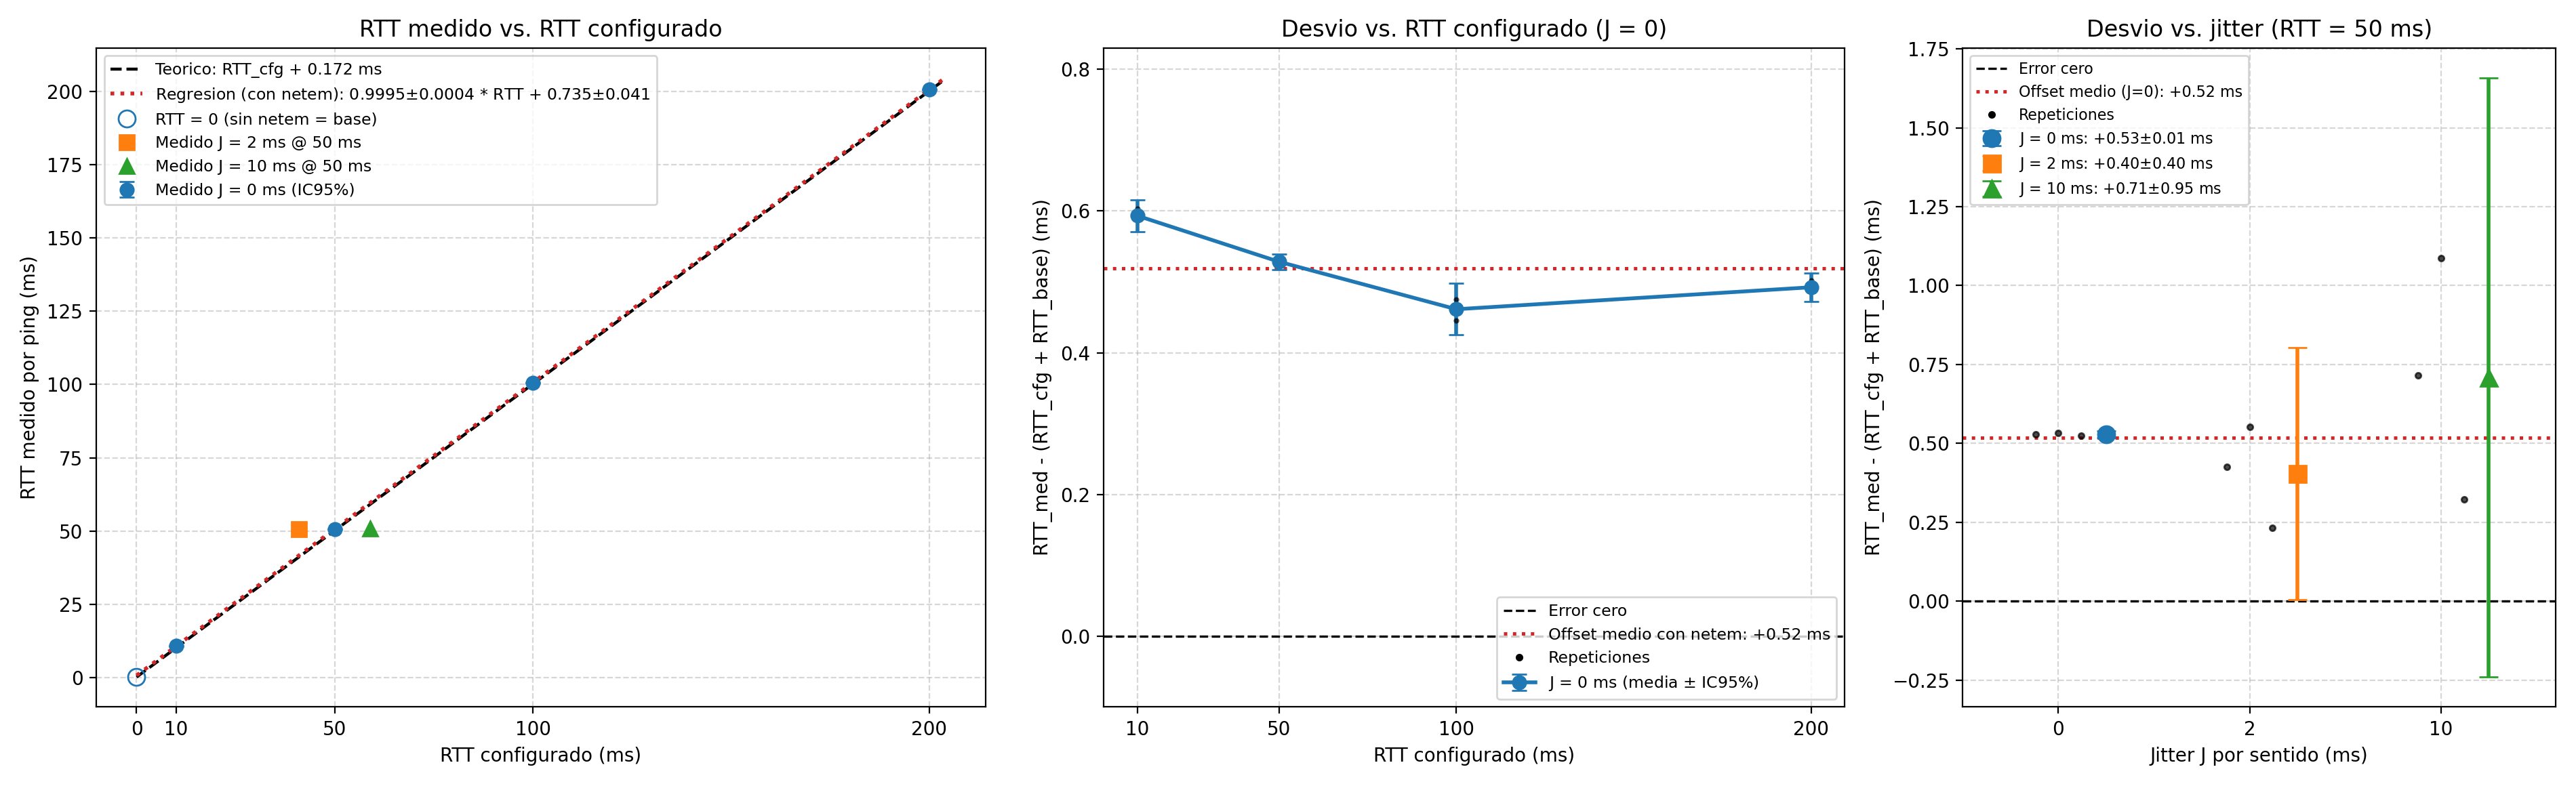 RTT medido vs. RTT configurado
RTT medido por ping (ms)
200
175
150
125
100
75
50
25
0
Teorico: RTT_cfg + 0.172 ms
Regresion (con netem): 0.9995±0.0004 * RTT + 0.735±0.041
RTT = 0 (sin netem = base)
Medido J = 2 ms @ 50 ms
Medido J = 10 ms @ 50 ms
Medido J = 0 ms (IC95%)
0 10 50 100 200
RTT configurado (ms)
Desvio vs. RTT configurado (J = 0)
RTT_med - (RTT_cfg + RTT_base) (ms)
0.8
0.6
0.4
0.2
0.0
Error cero
Offset medio con netem: +0.52 ms
Repeticiones
J = 0 ms (media ± IC95%)
10 50 100 200
RTT configurado (ms)
Desvio vs. jitter (RTT = 50 ms)
RTT_med - (RTT_cfg + RTT_base) (ms)
1.75
1.50
1.25
1.00
0.75
0.50
0.25
0.00
−0.25
Error cero
Offset medio (J=0): +0.52 ms
Repeticiones
J = 0 ms: +0.53±0.01 ms
J = 2 ms: +0.40±0.40 ms
J = 10 ms: +0.71±0.95 ms
0 2 10
Jitter J por sentido (ms)